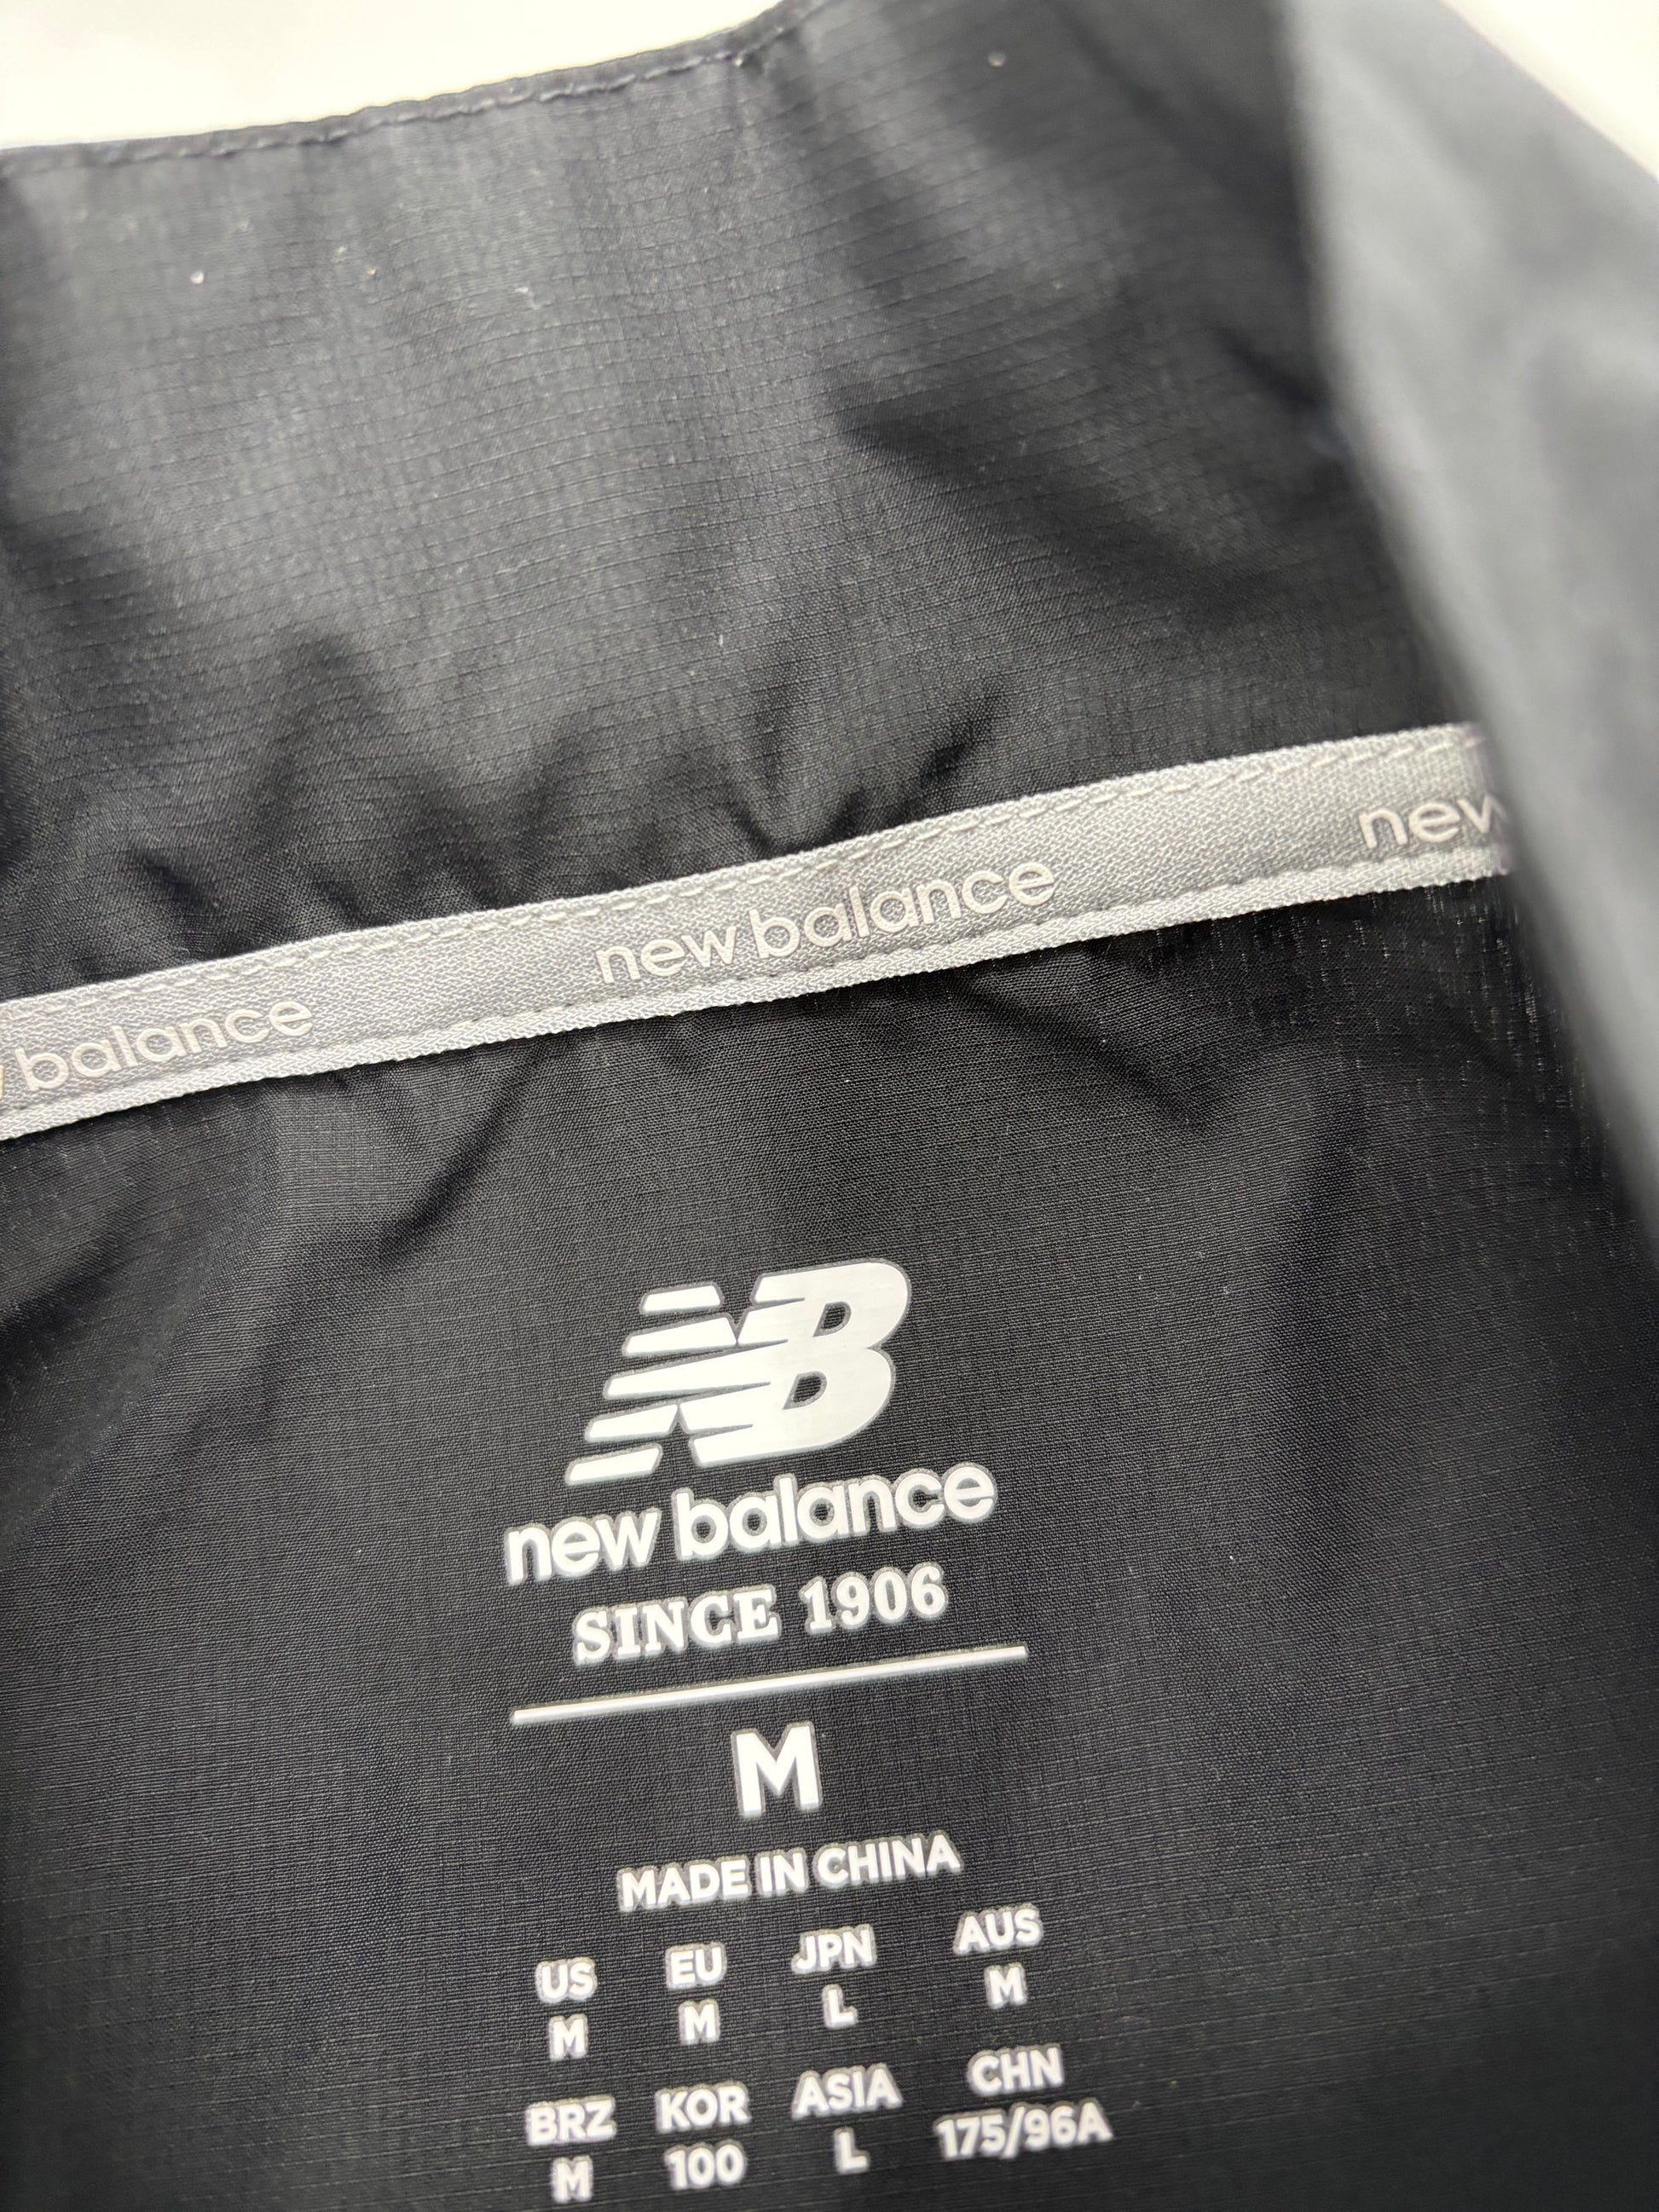 balance new balance new
NB
new balance
SINCE 1906
M
MADE IN CHINA
US EU JPN AUS
M M L M
BRZ KOR ASIA CHN
M 100 L 175/96A